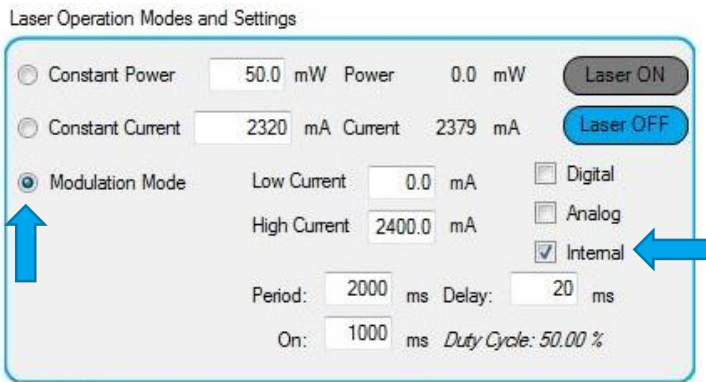 Laser Operation Modes and Settings
Constant Power 50.0 mW Power 0.0 mW Laser ON
Constant Current 2320 mA Current 2379 mA Laser OFF
Modulation Mode Low Current 0.0 mA Digital
High Current 2400.0 mA Analog
Internal
Period: 2000 ms Delay: 20 ms
On: 1000 ms Duty Cycle: 50.00 %